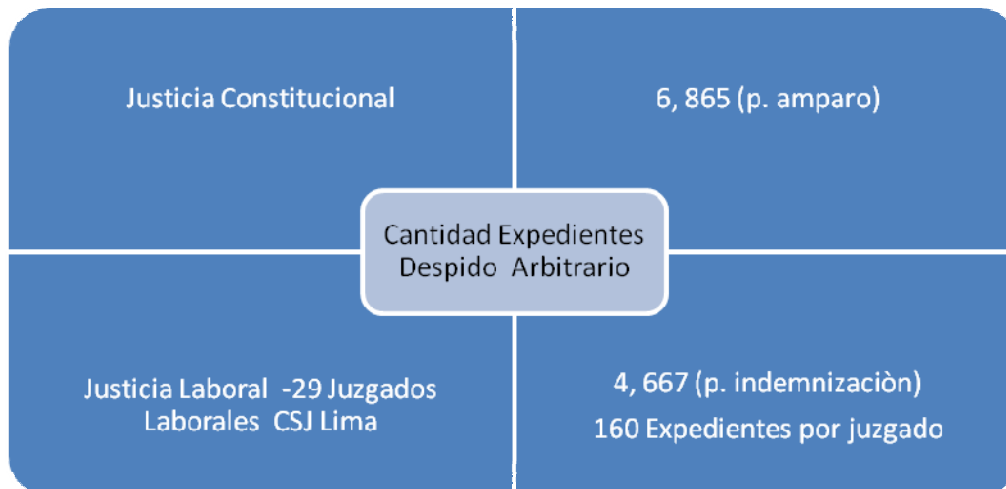 Justicia Constitucional
6, 865 (p. amparo)
Cantidad Expedientes
Despido Arbitrario
Justicia Laboral -29 Juzgados
Laborales CSJ Lima
4, 667 (p. indemnizaciòn)
160 Expedientes por juzgado